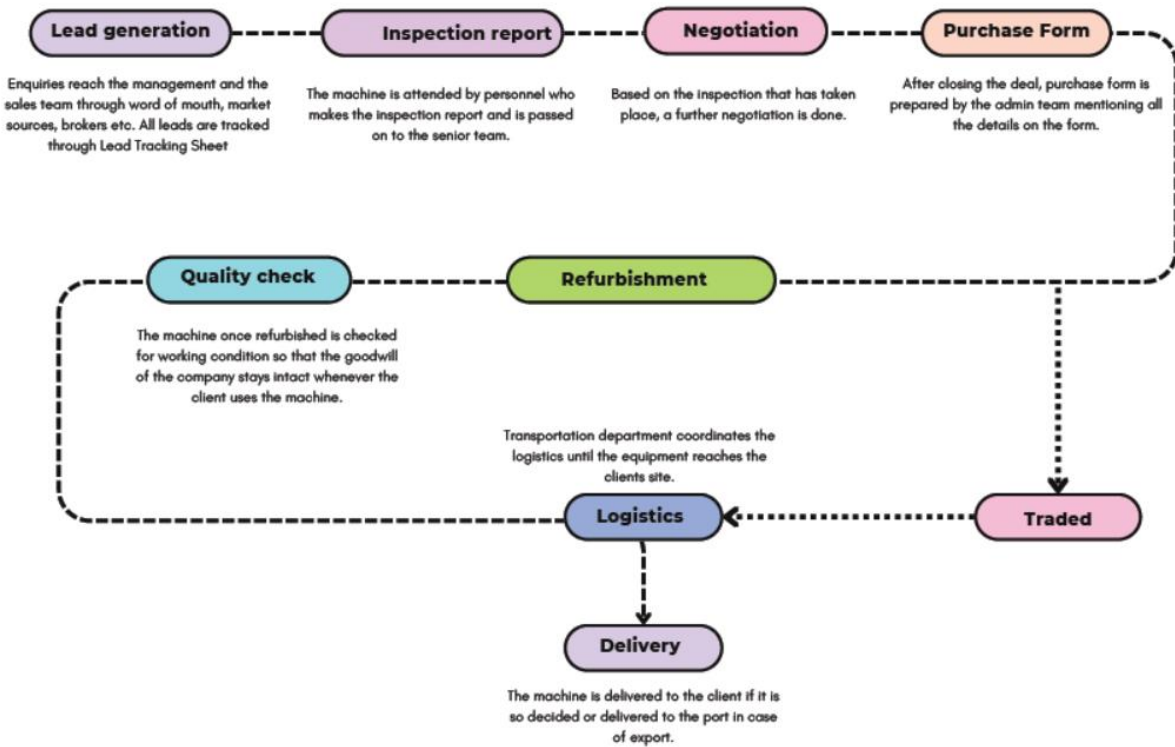 Lead generation
Inspection report
Negotiation
Purchase Form
Enquiries reach the management and the
sales team through word of mouth, market
sources, brokers etc. All leads are tracked
through Lead Tracking Sheet
The machine is attended by personnel who
makes the inspection report and is passed
on to the senior team.
Based on the inspection that has taken
place, a further negotiation is done.
After closing the deal, purchase form is
prepared by the admin team mentioning all
the details on the form.
Quality check
Refurbishment
The machine once refurbished is checked
for working condition so that the goodwill
of the company stays intact whenever the
client uses the machine.
Transportation department coordinates the
logistics until the equipment reaches the
clients site.
Logistics
Traded
Delivery
The machine is delivered to the client if it is
so decided or delivered to the port in case
of export.